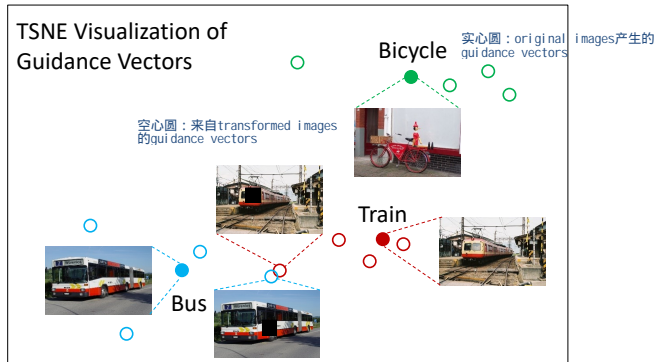 TSNE Visualization of
Guidance Vectors
Bicycle
实心圆：original images产生的
guidance vectors
空心圆：来自transformed images
的guidance vectors
Train
Bus